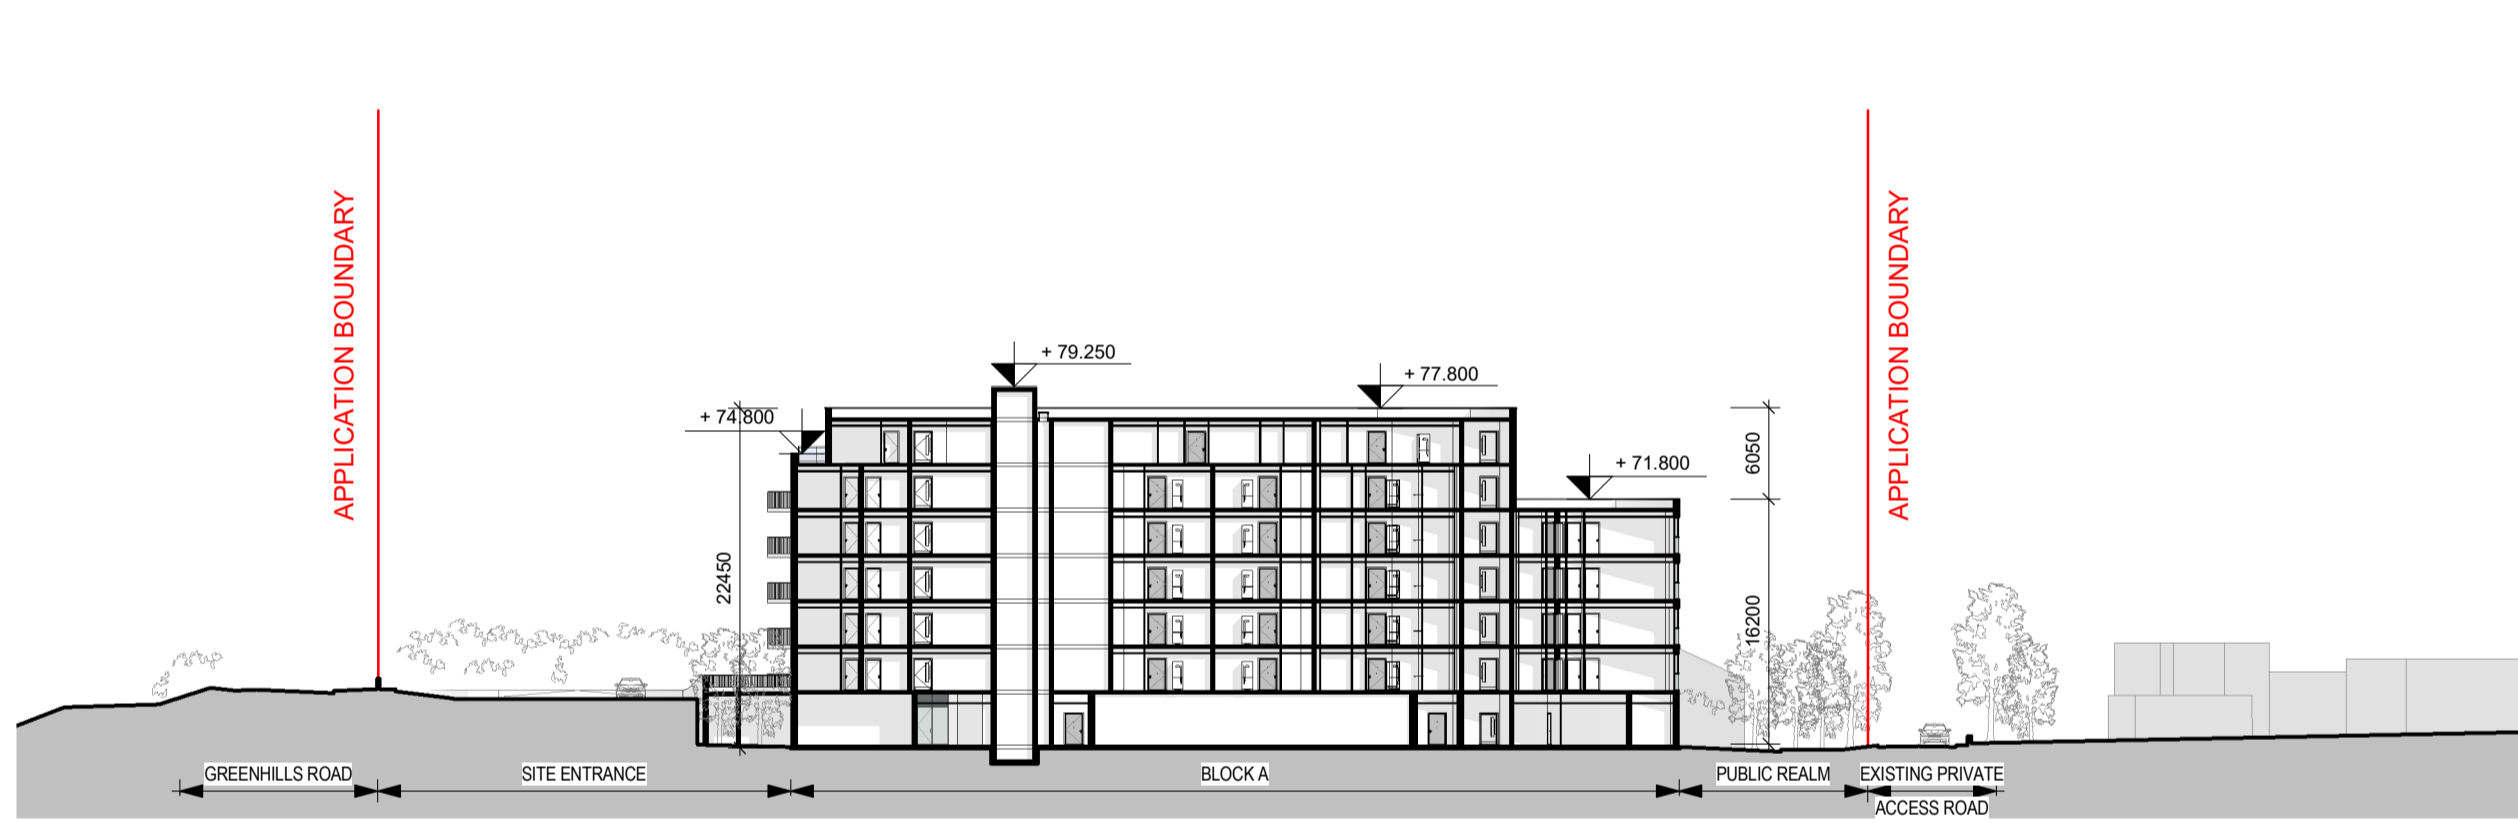 APPLICATION BOUNDARY
APPLICATION BOUNDARY
+ 79.250
+ 77.800
+ 74.800
+ 71.800
6050
22450
16200
GREENHILLS ROAD
SITE ENTRANCE
BLOCK A
PUBLIC REALM
EXISTING PRIVATE
ACCESS ROAD